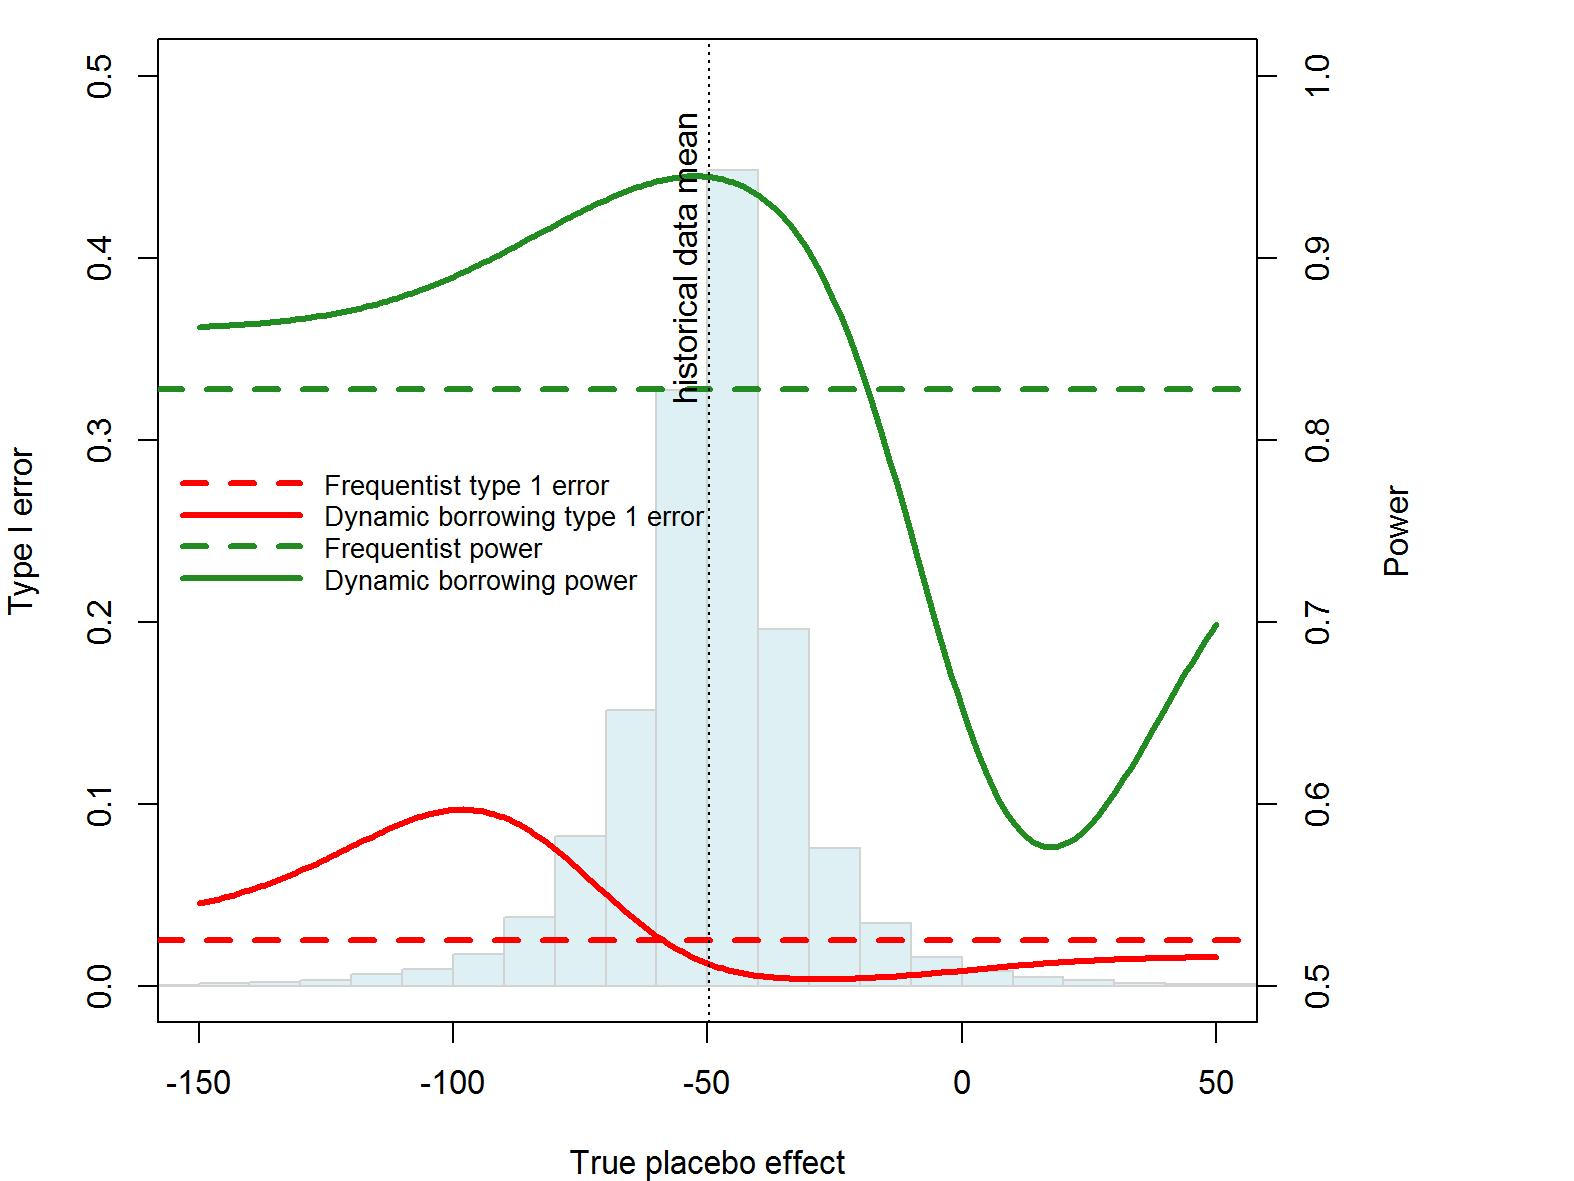 0.5
0.4
0.3
0.2
0.1
0.0
Type I error
1.0
0.9
0.8
0.7
0.6
0.5
Power
historical data mean
Frequentist type 1 error
Dynamic borrowing type 1 error
Frequentist power
Dynamic borrowing power
-150
-100
-50
0
50
True placebo effect